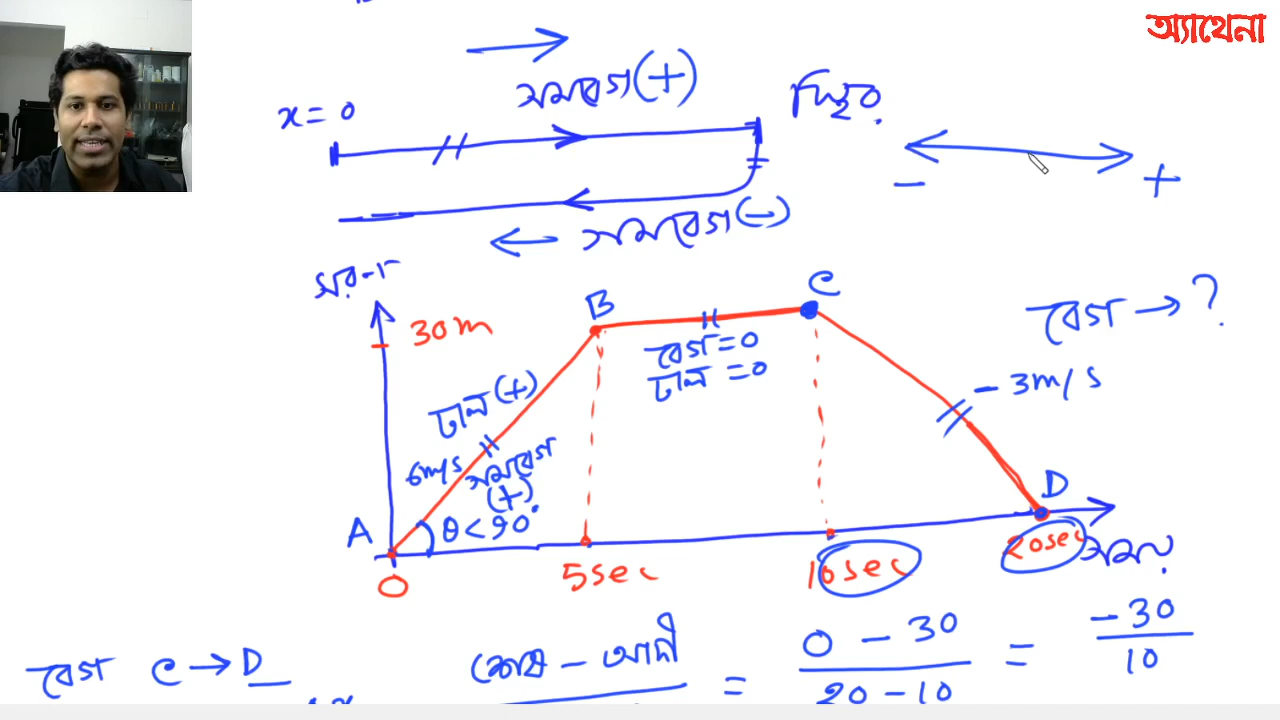 অ্যাথেনা
সমবেগ(+)
স্থির
x = 0
− +
সমবেগ(−)
সরণ
30m
B
C
বেগ → ?
বেগ = 0
ঢাল = 0
− 3m/s
ঢাল (+)
6m/s সমবেগ
(+)
A
θ < 90°
D
0
5sec
10sec
20sec
সময়
বেগ C → D
শেষ − আদী
= 0 − 30 = −30
20 − 10 10